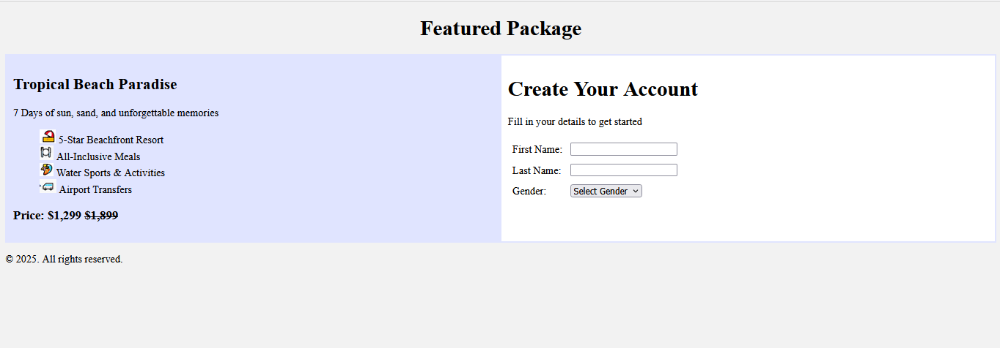 Featured Package
Tropical Beach Paradise
7 Days of sun, sand, and unforgettable memories
5-Star Beachfront Resort
All-Inclusive Meals
Water Sports & Activities
Airport Transfers
Price: $1,299 $1,899
Create Your Account
Fill in your details to get started
First Name:
Last Name:
Gender: Select Gender
© 2025. All rights reserved.